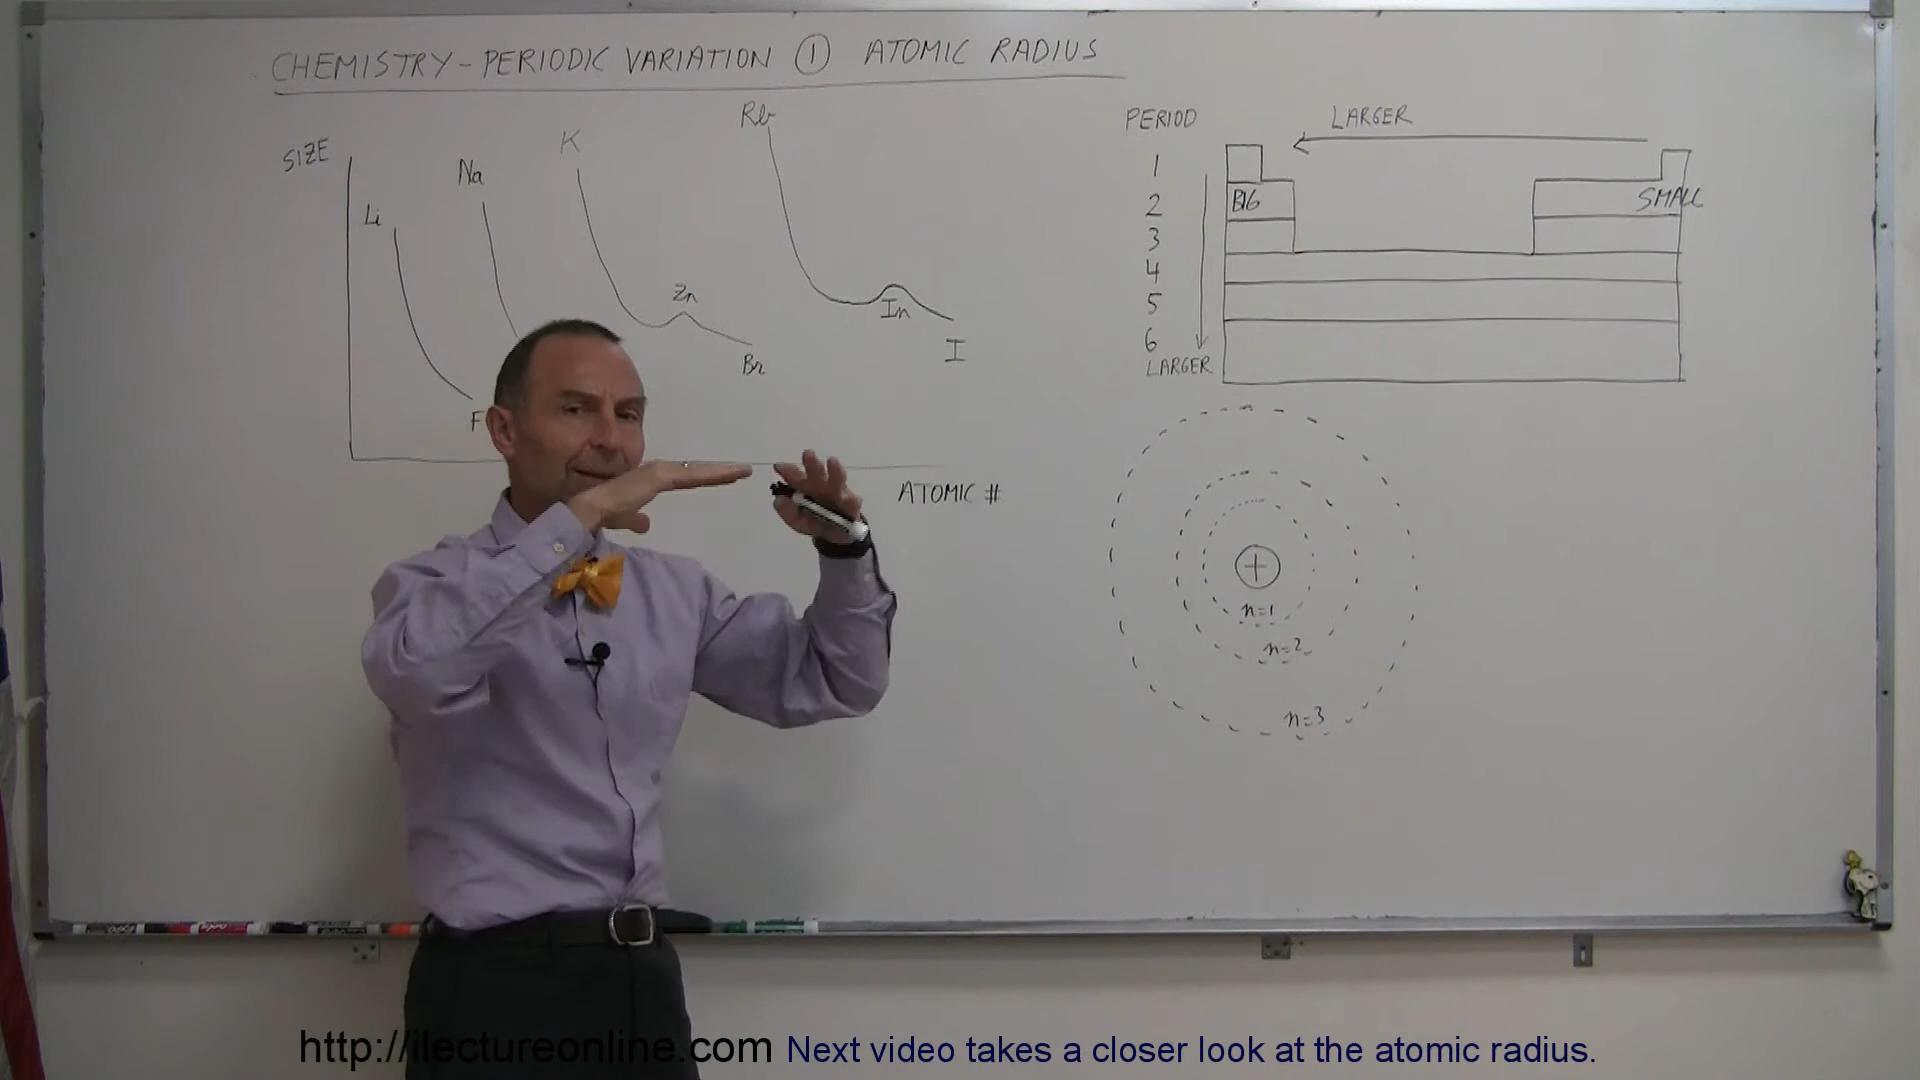 CHEMISTRY - PERIODIC VARIATION ① ATOMIC RADIUS
SIZE
Li
Na
K
Rb
F
Zn
Br
In
I
ATOMIC #
PERIOD
LARGER
1
2
3
4
5
6
LARGER
BIG
SMALL
+
n=1
n=2
n=3
http://ilectureonline.com Next video takes a closer look at the atomic radius.